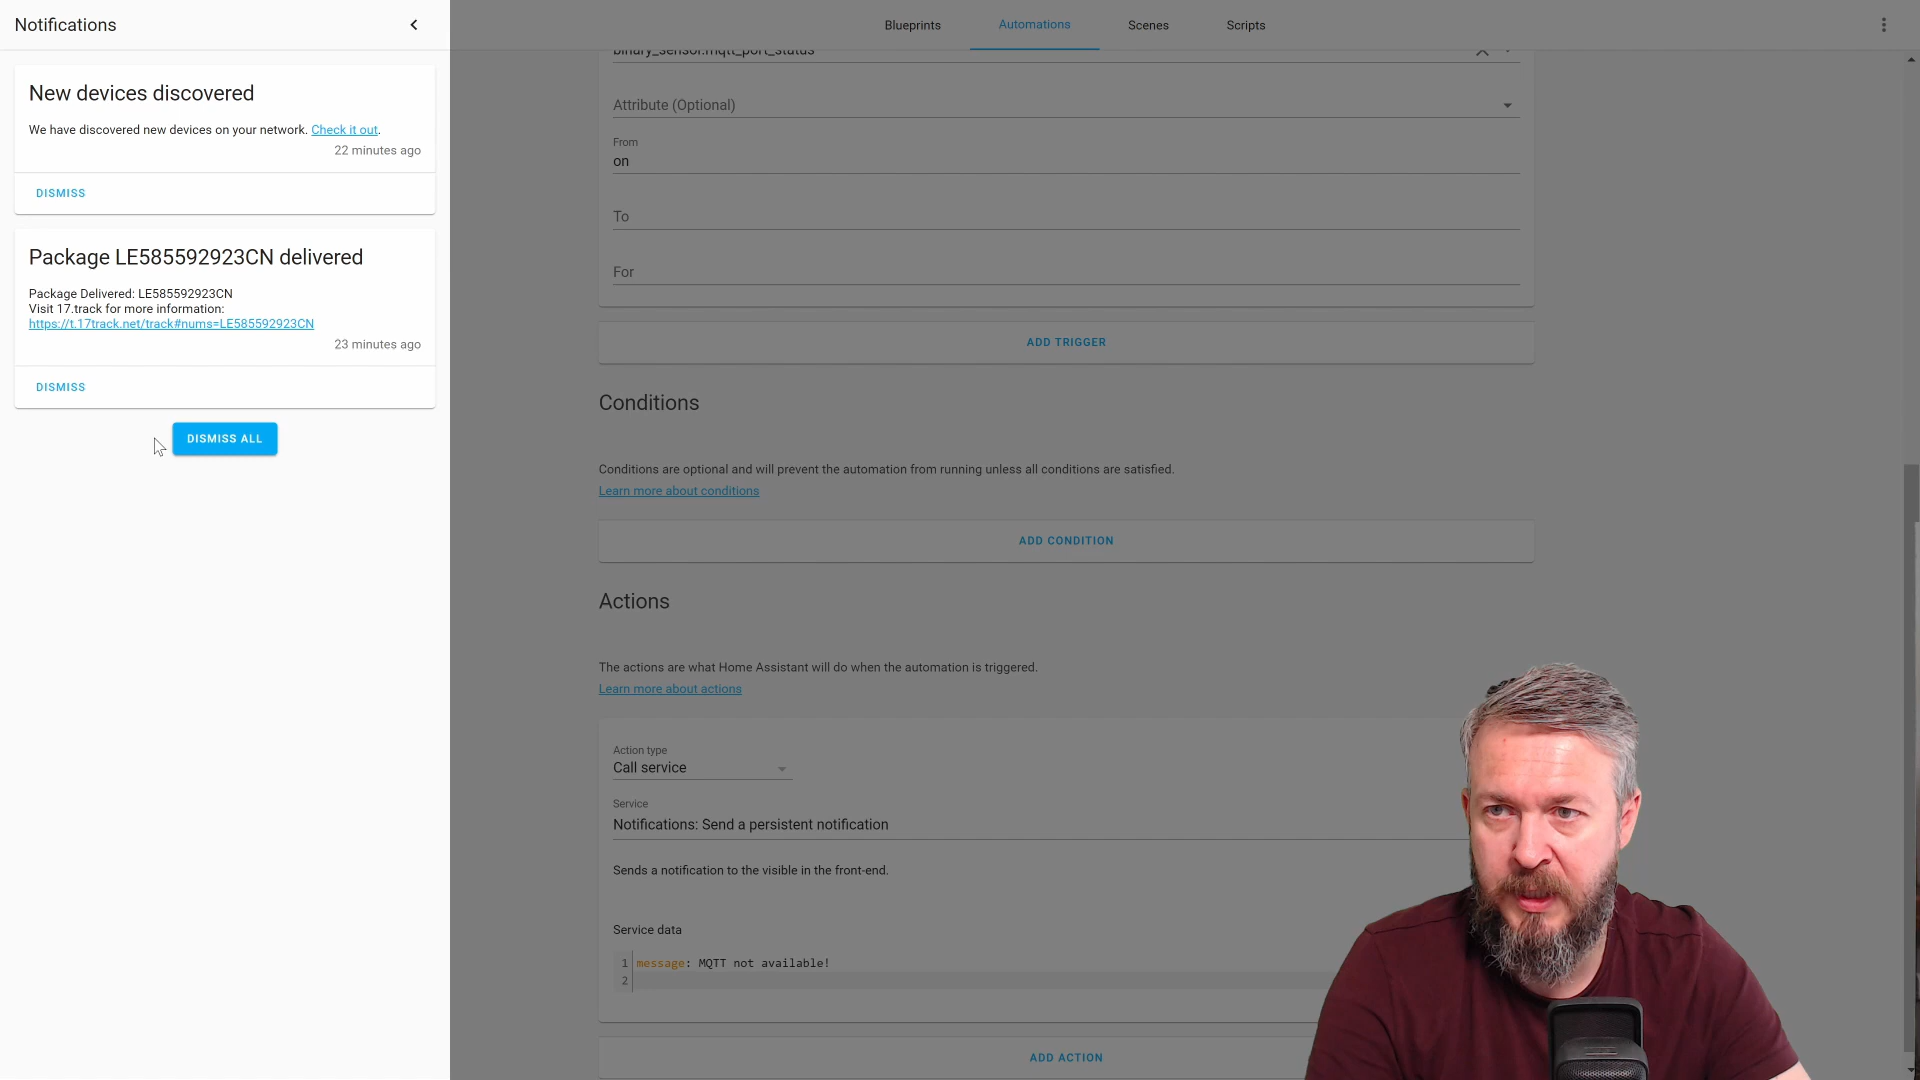 Notifications
New devices discovered
We have discovered new devices on your network. Check it out.
22 minutes ago
DISMISS
Package LE585592923CN delivered
Package Delivered: LE585592923CN
Visit 17.track for more information:
https://t.17track.net/track#nums=LE585592923CN
23 minutes ago
DISMISS
DISMISS ALL
Blueprints
Automations
Scenes
Scripts
binary_sensor.mqtt_port_status
Attribute (Optional)
From
on
To
For
ADD TRIGGER
Conditions
Conditions are optional and will prevent the automation from running unless all conditions are satisfied.
Learn more about conditions
ADD CONDITION
Actions
The actions are what Home Assistant will do when the automation is triggered.
Learn more about actions
Action type
Call service
Service
Notifications: Send a persistent notification
Sends a notification to the visible in the front-end.
Service data
1 message: MQTT not available!
2
ADD ACTION